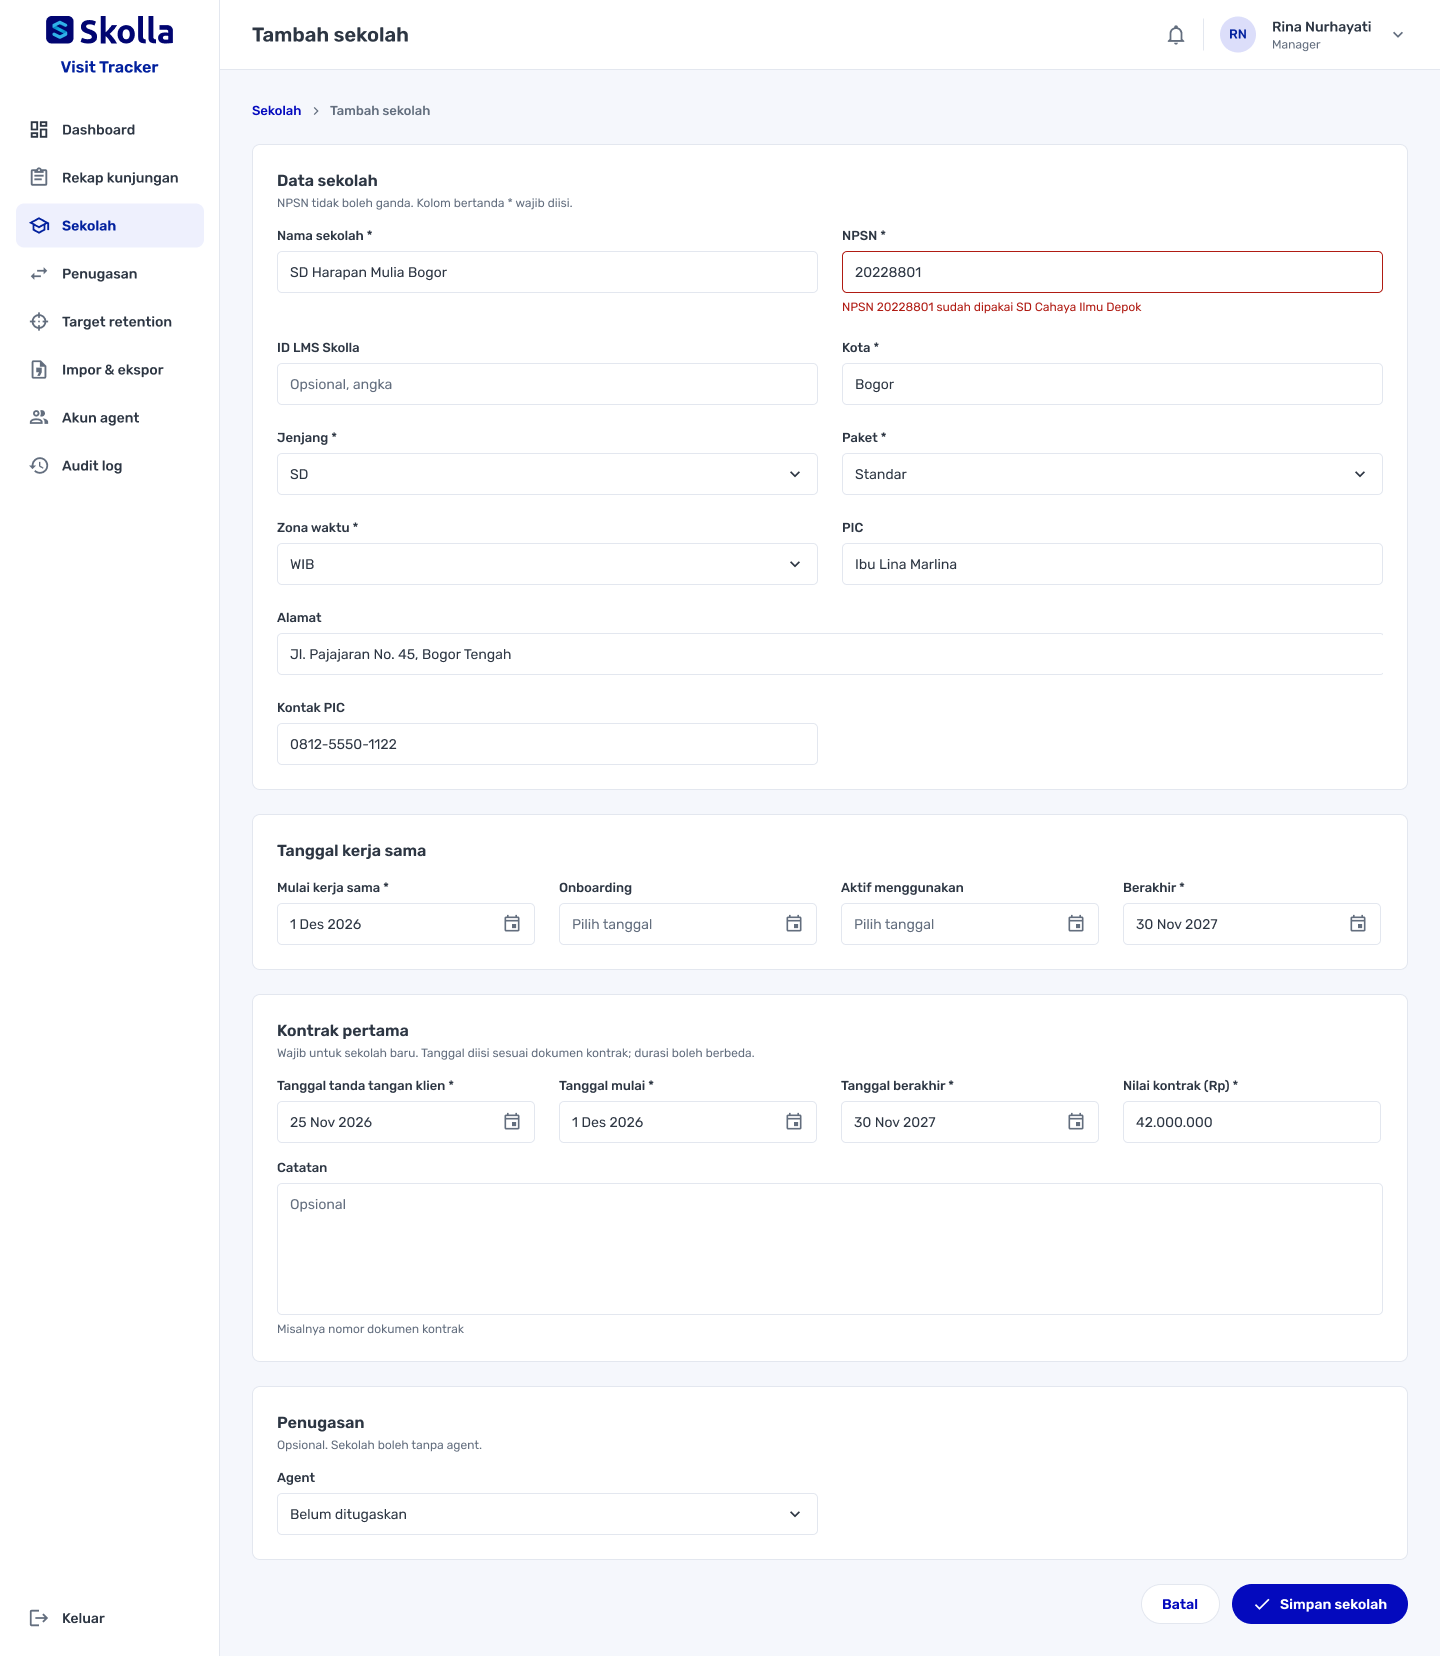 Skolla
Visit Tracker
Dashboard
Rekap kunjungan
Sekolah
Penugasan
Target retention
Impor & ekspor
Akun agent
Audit log
Keluar
Tambah sekolah
RN
Rina Nurhayati
Manager
Sekolah > Tambah sekolah
Data sekolah
NPSN tidak boleh ganda. Kolom bertanda * wajib diisi.
Nama sekolah *
SD Harapan Mulia Bogor
NPSN *
20228801
NPSN 20228801 sudah dipakai SD Cahaya Ilmu Depok
ID LMS Skolla
Opsional, angka
Kota *
Bogor
Jenjang *
SD
Paket *
Standar
Zona waktu *
WIB
PIC
Ibu Lina Marlina
Alamat
Jl. Pajajaran No. 45, Bogor Tengah
Kontak PIC
0812-5550-1122
Tanggal kerja sama
Mulai kerja sama *
1 Des 2026
Onboarding
Pilih tanggal
Aktif menggunakan
Pilih tanggal
Berakhir *
30 Nov 2027
Kontrak pertama
Wajib untuk sekolah baru. Tanggal diisi sesuai dokumen kontrak; durasi boleh berbeda.
Tanggal tanda tangan klien *
25 Nov 2026
Tanggal mulai *
1 Des 2026
Tanggal berakhir *
30 Nov 2027
Nilai kontrak (Rp) *
42.000.000
Catatan
Opsional
Misalnya nomor dokumen kontrak
Penugasan
Opsional. Sekolah boleh tanpa agent.
Agent
Belum ditugaskan
Batal
Simpan sekolah